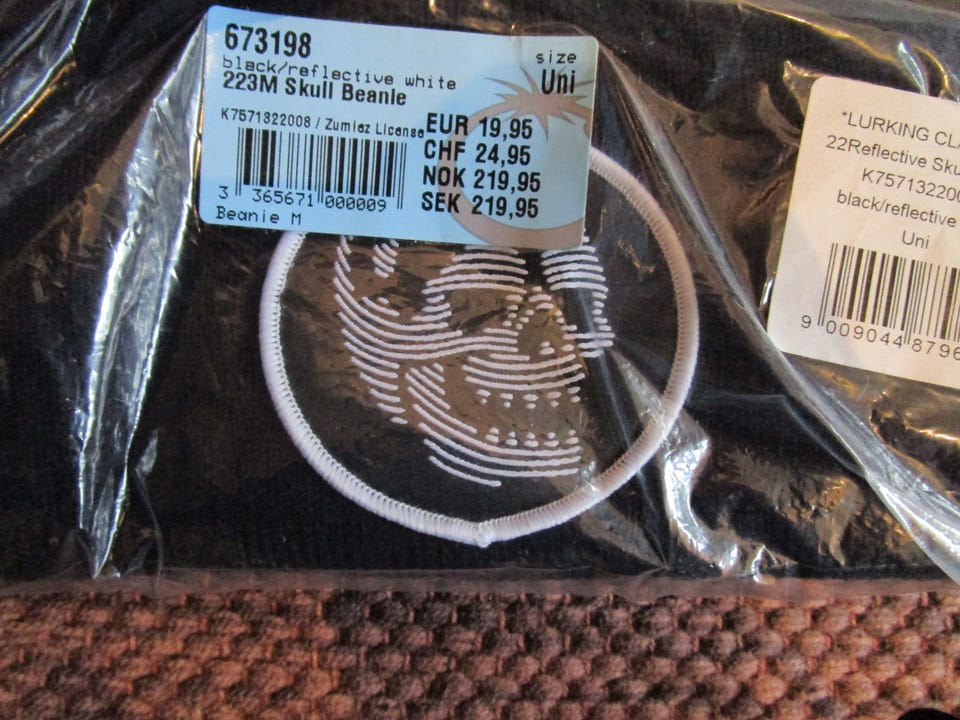 673198
black/reflective white
223M Skull Beanie
size
Uni
K7571322008 / Zumiez License
EUR 19,95
CHF 24,95
NOK 219,95
SEK 219,95
3 365671 000009
Beanie M
*LURKING CLA
22Reflective Sku
K757132200
black/reflective
Uni
9 009044 8796